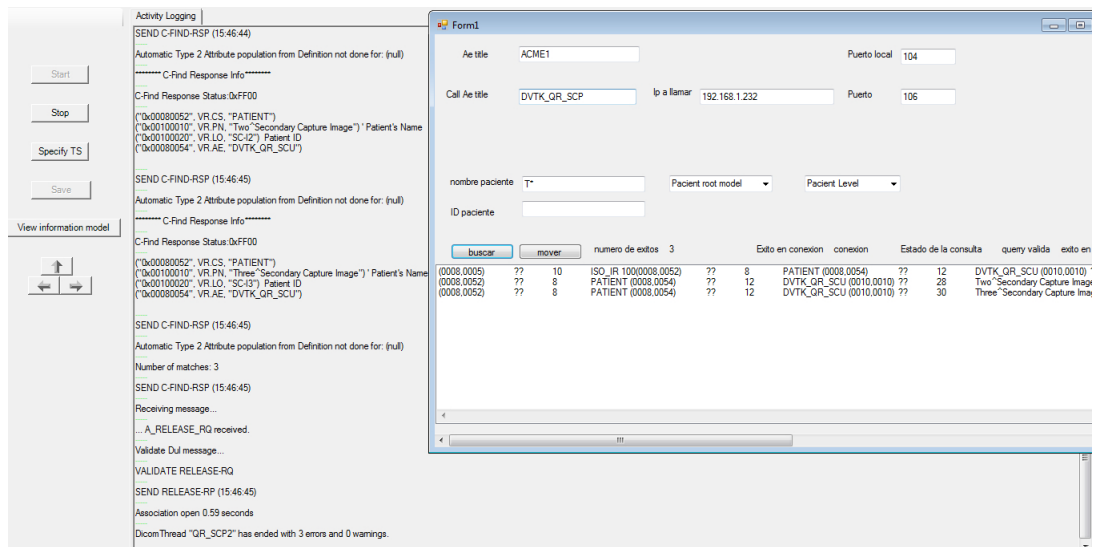 Activity Logging
Start
Stop
Specify TS
Save
View information model
SEND C-FIND-RSP (15:46:44)
Automatic Type 2 Attribute population from Definition not done for: (null)
******** C-Find Response Info********
C-Find Response Status:0xFF00
("0x00080052", VR.CS, "PATIENT")
("0x00100010", VR.PN, "Two^Secondary Capture Image") ' Patient's Name
("0x00100020", VR.LO, "SC-I2") Patient ID
("0x00080054", VR.AE, "DVTK_QR_SCU")
SEND C-FIND-RSP (15:46:45)
Automatic Type 2 Attribute population from Definition not done for: (null)
******** C-Find Response Info********
C-Find Response Status:0xFF00
("0x00080052", VR.CS, "PATIENT")
("0x00100010", VR.PN, "Three^Secondary Capture Image") ' Patient's Name
("0x00100020", VR.LO, "SC-I3") Patient ID
("0x00080054", VR.AE, "DVTK_QR_SCU")
SEND C-FIND-RSP (15:46:45)
Automatic Type 2 Attribute population from Definition not done for: (null)
Number of matches: 3
SEND C-FIND-RSP (15:46:45)
Receiving message...
... A_RELEASE_RQ received.
Validate Dul message...
VALIDATE RELEASE-RQ
SEND RELEASE-RP (15:46:45)
Association open 0.59 seconds
DicomThread "QR_SCP2" has ended with 3 errors and 0 warnings.
Form1
Ae title ACME1 Puerto local 104
Call Ae title DVTK_QR_SCP Ip a llamar 192.168.1.232 Puerto 106
nombre paciente T* Pacient root model Pacient Level
ID paciente
buscar mover numero de exitos 3 Exito en conexion conexion Estado de la consulta querry valida exito en
(0008,0005) ?? 10 ISO_IR 100(0008,0052) ?? 8 PATIENT (0008,0054) ?? 12 DVTK_QR_SCU (0010,0010)
(0008,0052) ?? 8 PATIENT (0008,0054) ?? 12 DVTK_QR_SCU (0010,0010) ?? 28 Two^Secondary Capture Image
(0008,0052) ?? 8 PATIENT (0008,0054) ?? 12 DVTK_QR_SCU (0010,0010) ?? 30 Three^Secondary Capture Imag